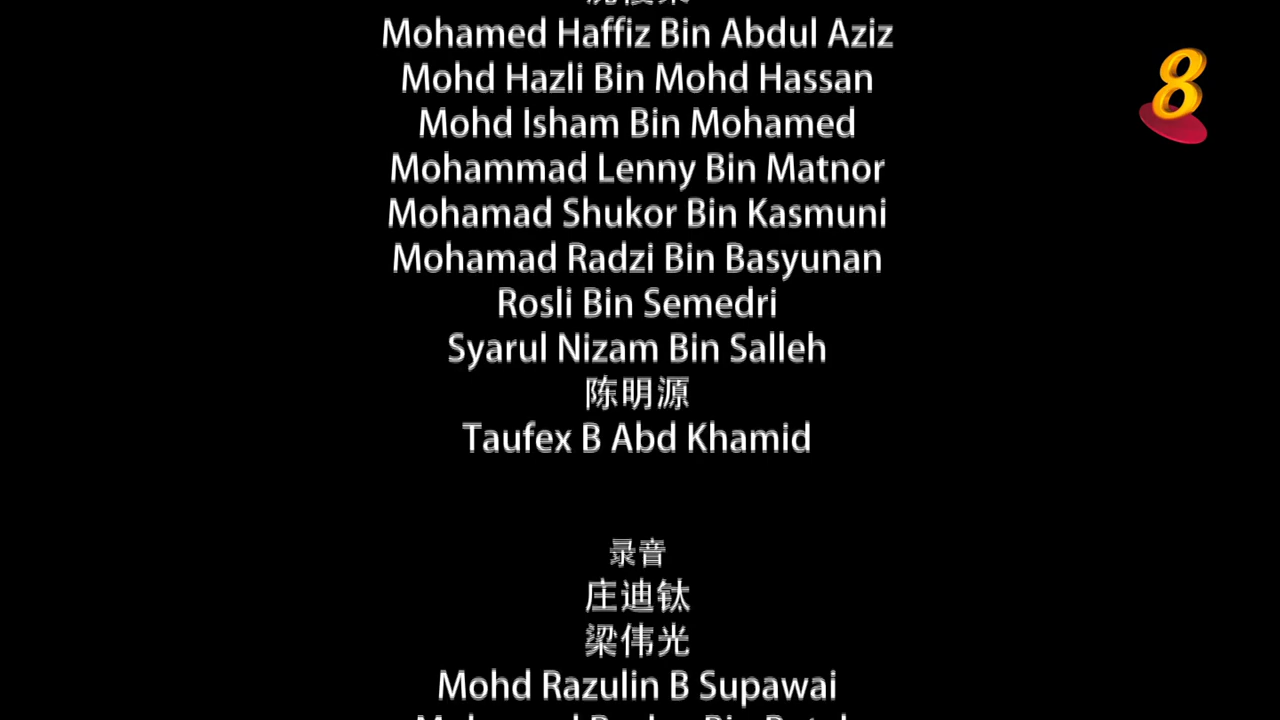 Mohamed Haffiz Bin Abdul Aziz
Mohd Hazli Bin Mohd Hassan
8
Mohd Isham Bin Mohamed
Mohammad Lenny Bin Matnor
Mohamad Shukor Bin Kasmuni
Mohamad Radzi Bin Basyunan
Rosli Bin Semedri
Syarul Nizam Bin Salleh
陈明源
Taufex B Abd Khamid
录音
庄迪钛
梁伟光
Mohd Razulin B Supawai